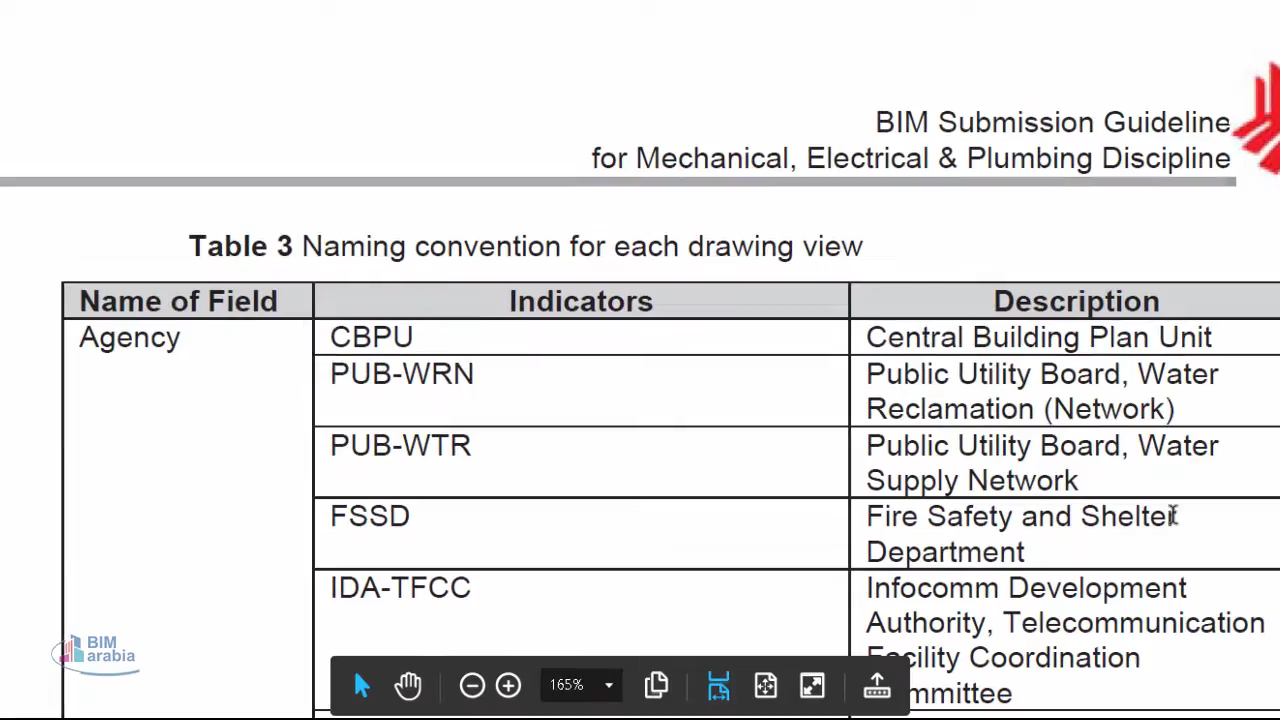 BIM Submission Guideline
for Mechanical, Electrical & Plumbing Discipline
Table 3 Naming convention for each drawing view
Name of Field Indicators Description
Agency CBPU Central Building Plan Unit
PUB-WRN Public Utility Board, Water
Reclamation (Network)
PUB-WTR Public Utility Board, Water
Supply Network
FSSD Fire Safety and Shelter
Department
IDA-TFCC Infocomm Development
Authority, Telecommunication
Facility Coordination
mmittee
BIM
arabia
165%